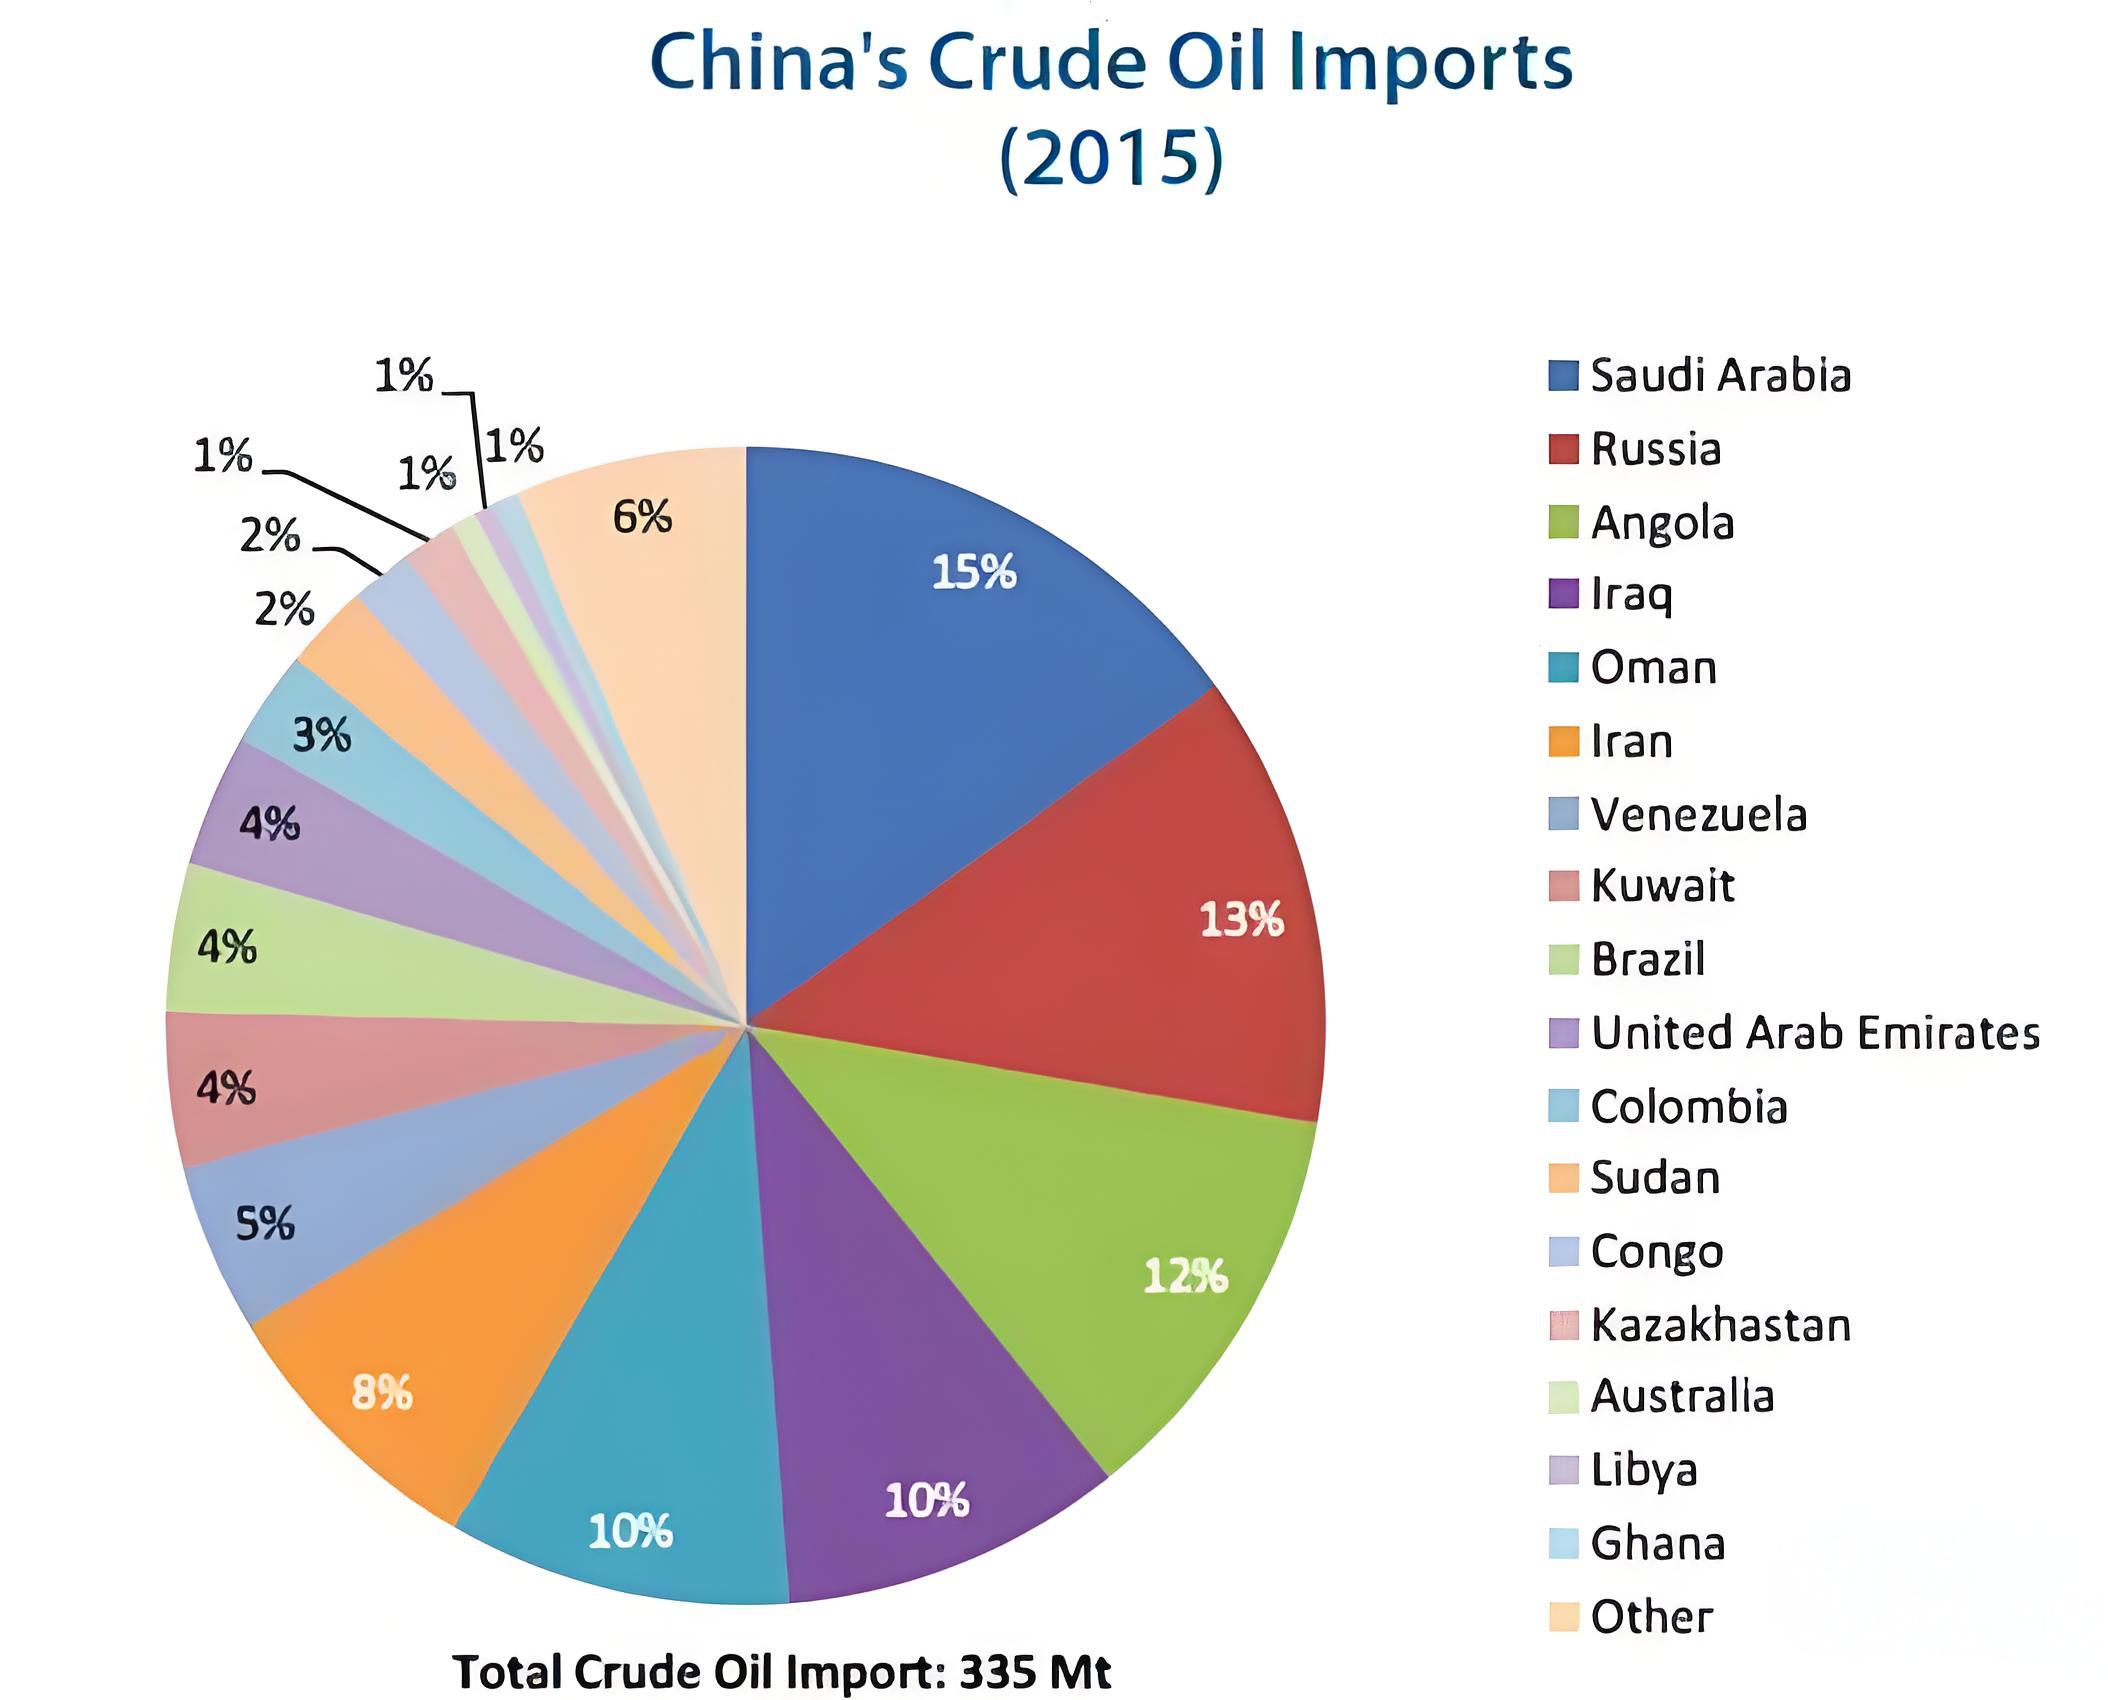 China's Crude Oil Imports
(2015)
1%
1%
1%
1%
2%
2%
3%
4%
4%
4%
5%
8%
10%
10%
12%
13%
15%
6%
Saudi Arabia
Russia
Angola
Iraq
Oman
Iran
Venezuela
Kuwait
Brazil
United Arab Emirates
Colombia
Sudan
Congo
Kazakhastan
Australia
Libya
Ghana
Other
Total Crude Oil Import: 335 Mt